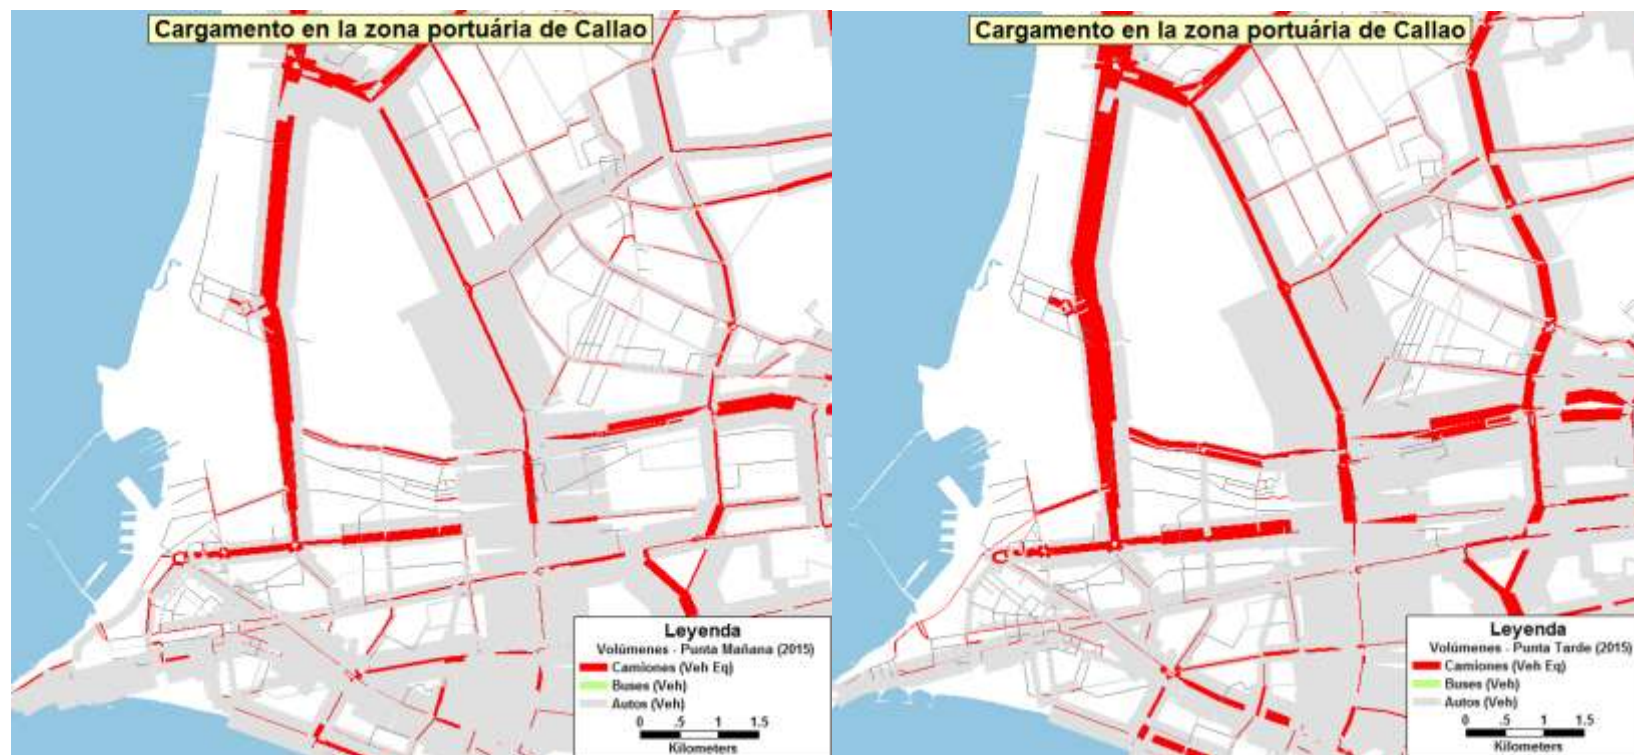 Cargamento en la zona portuária de Callao
Leyenda
Volúmenes - Punta Mañana (2015)
Camiones (Veh Eq)
Buses (Veh)
Autos (Veh)
0 .5 1 1.5
Kilometers
Cargamento en la zona portuária de Callao
Leyenda
Volúmenes - Punta Tarde (2015)
Camiones (Veh Eq)
Buses (Veh)
Autos (Veh)
0 .5 1 1.5
Kilometers